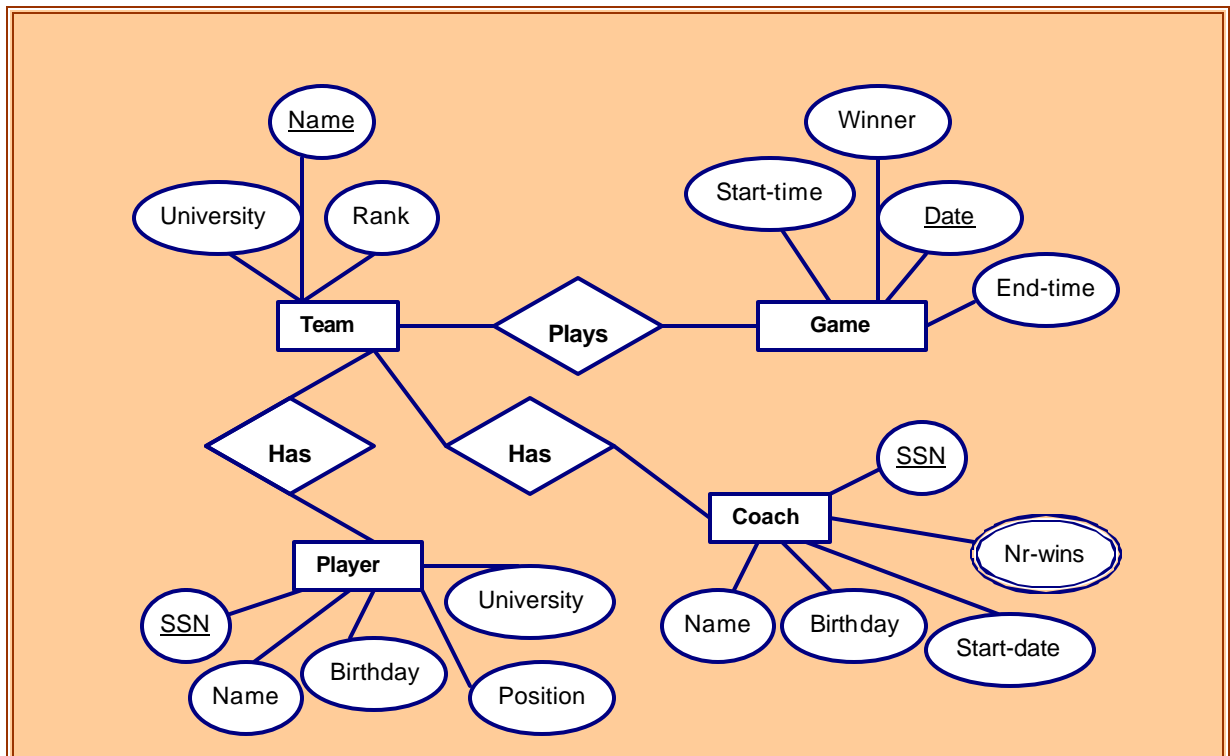 Name
Winner
University
Rank
Start-time
Date
End-time
Team
Plays
Game
Has
Has
SSN
Coach
Nr-wins
Player
University
SSN
Name
Birthday
Position
Name
Birthday
Start-date